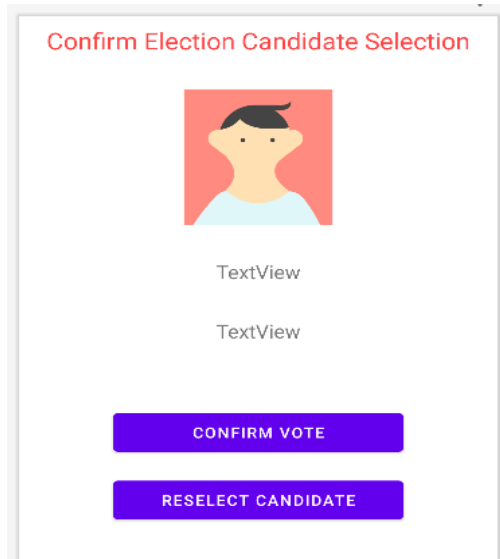 Confirm Election Candidate Selection
TextView
TextView
CONFIRM VOTE
RESELECT CANDIDATE